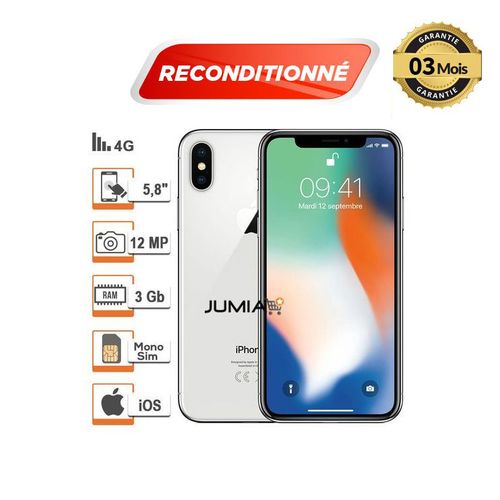 RECONDITIONNÉ
GARANTIE
03 Mois
GARANTIE
4G
5,8"
12 MP
RAM
3 Gb
Mono
Sim
iOS
09:41
Mardi 12 septembre
JUMIA
iPhone